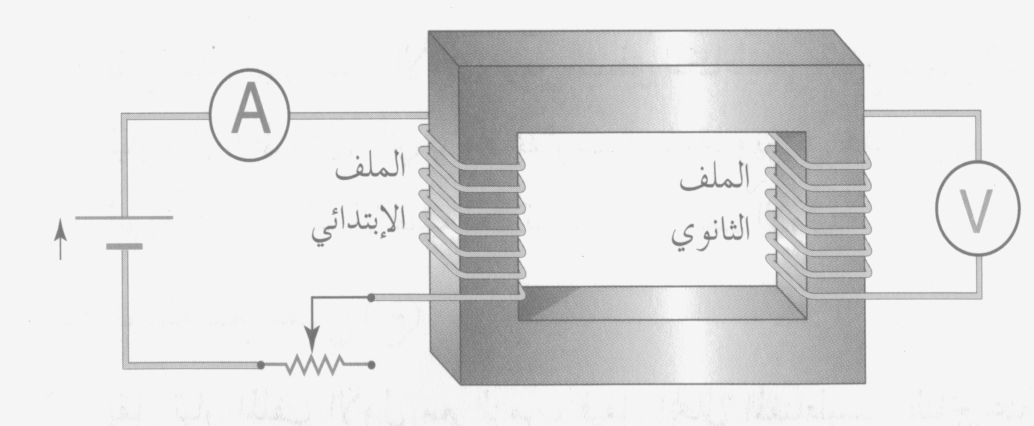 A
الملف
الإبتدائي
الملف
الثانوي
V